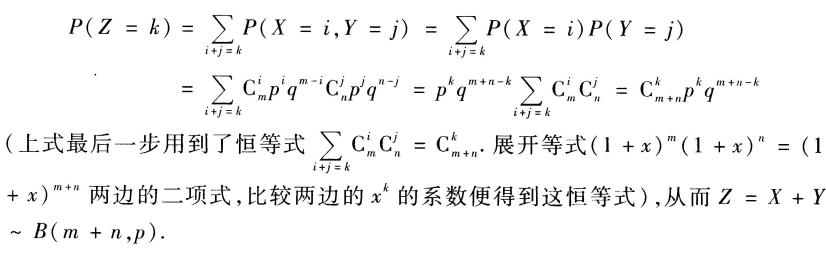 P(Z = k) = ∑_{i+j=k} P(X = i,Y = j) = ∑_{i+j=k} P(X = i)P(Y = j)
= ∑_{i+j=k} C_m^i p^i q^{m-i} C_n^j p^j q^{n-j} = p^k q^{m+n-k} ∑_{i+j=k} C_m^i C_n^j = C_{m+n}^k p^k q^{m+n-k}
(上式最后一步用到了恒等式 ∑_{i+j=k} C_m^i C_n^j = C_{m+n}^k. 展开等式(1 + x)^m (1 + x)^n = (1
+ x)^{m+n} 两边的二项式,比较两边的 x^k 的系数便得到这恒等式),从而 Z = X + Y
~ B(m + n,p).